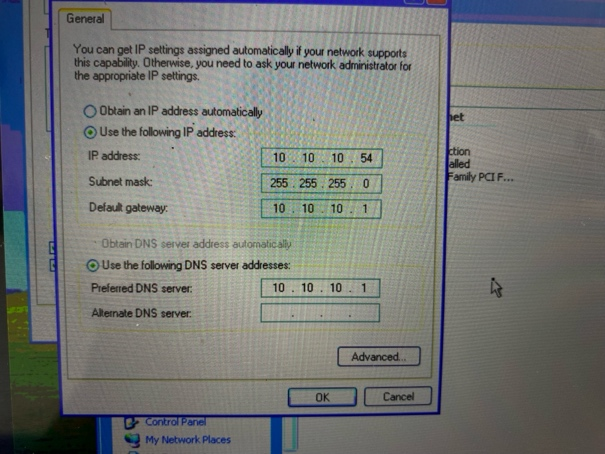 General
You can get IP settings assigned automatically if your network supports
this capability. Otherwise, you need to ask your network administrator for
the appropriate IP settings.
Obtain an IP address automatically
Use the following IP address:
IP address: 10 . 10 . 10 . 54
Subnet mask: 255 . 255 . 255 . 0
Default gateway: 10 . 10 . 10 . 1
Obtain DNS server address automatically
Use the following DNS server addresses:
Preferred DNS server: 10 . 10 . 10 . 1
Alternate DNS server: . . .
Advanced...
OK Cancel
net
ction
alled
Family PCI F...
Control Panel
My Network Places